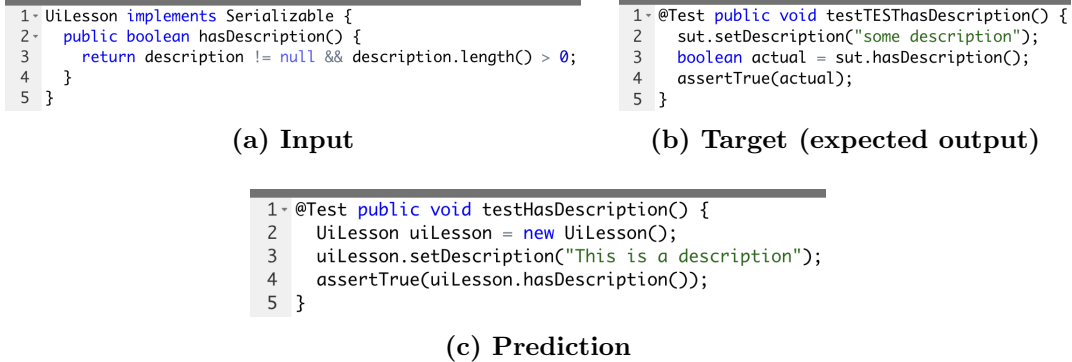 1 UiLesson implements Serializable {
2 public boolean hasDescription() {
3 return description != null && description.length() > 0;
4 }
5 }
(a) Input
1 @Test public void testTESThasDescription() {
2 sut.setDescription("some description");
3 boolean actual = sut.hasDescription();
4 assertTrue(actual);
5 }
(b) Target (expected output)
1 @Test public void testHasDescription() {
2 UiLesson uiLesson = new UiLesson();
3 uiLesson.setDescription("This is a description");
4 assertTrue(uiLesson.hasDescription());
5 }
(c) Prediction